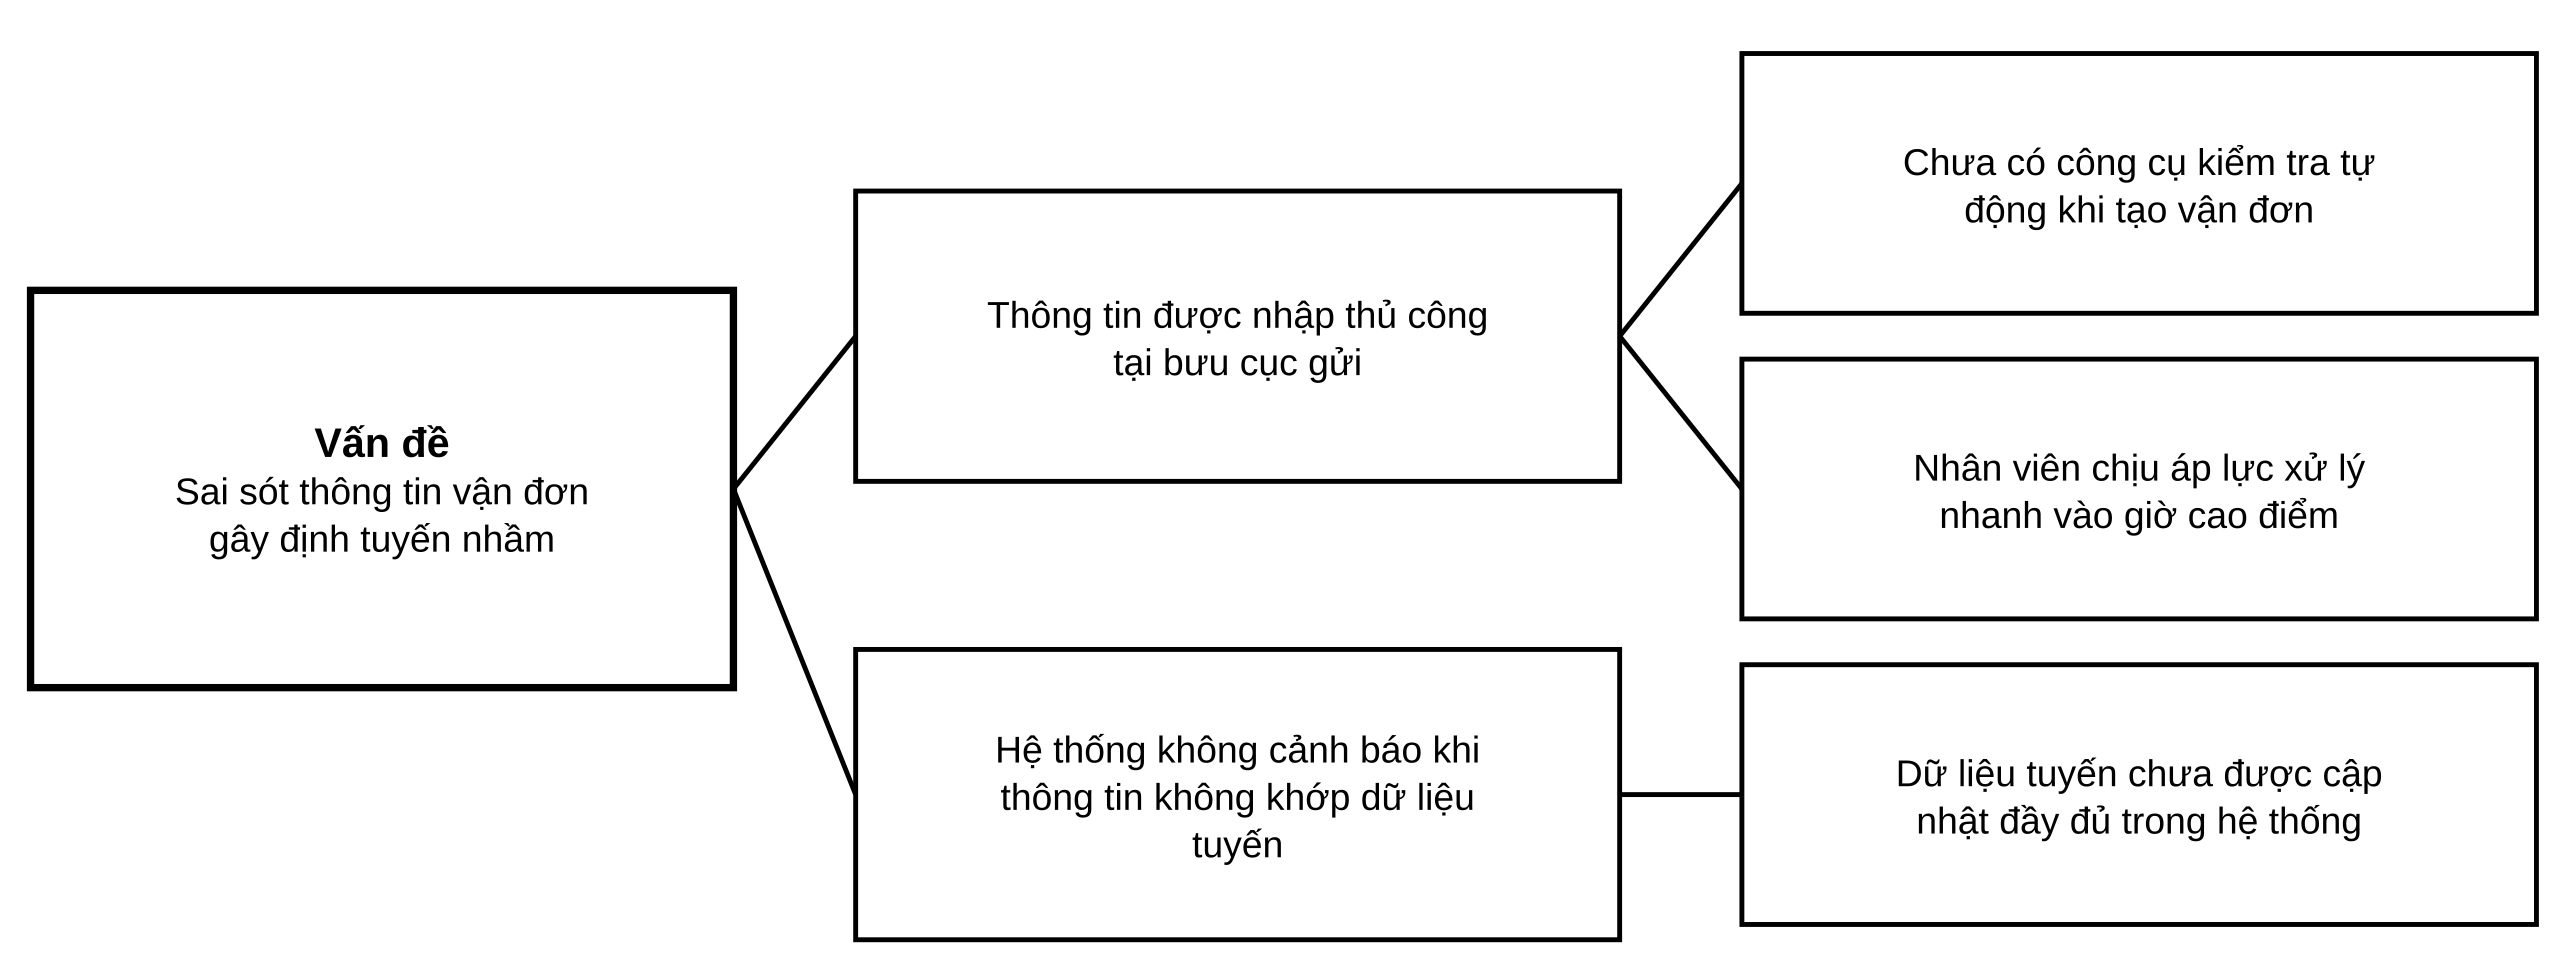 Vấn đề
Sai sót thông tin vận đơn
gây định tuyến nhầm
Thông tin được nhập thủ công
tại bưu cục gửi
Hệ thống không cảnh báo khi
thông tin không khớp dữ liệu
tuyến
Chưa có công cụ kiểm tra tự
động khi tạo vận đơn
Nhân viên chịu áp lực xử lý
nhanh vào giờ cao điểm
Dữ liệu tuyến chưa được cập
nhật đầy đủ trong hệ thống